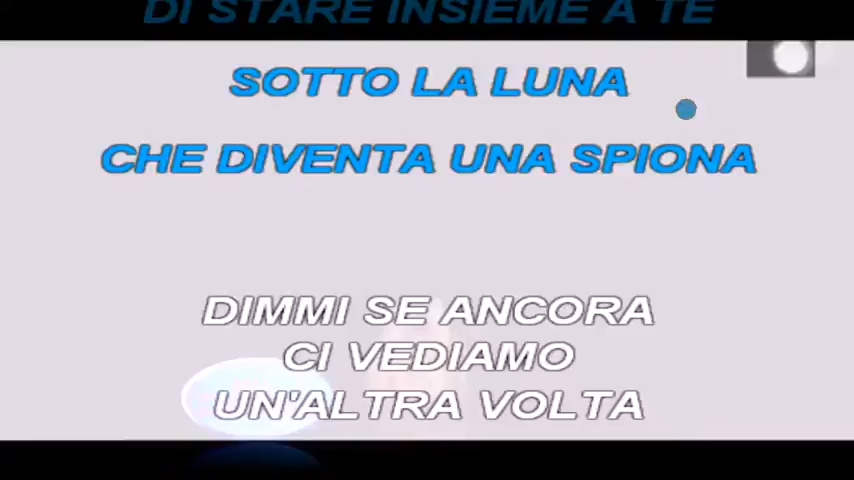 DI STARE INSIEME A TE
SOTTO LA LUNA
CHE DIVENTA UNA SPIONA
DIMMI SE ANCORA
CI VEDIAMO
UN'ALTRA VOLTA